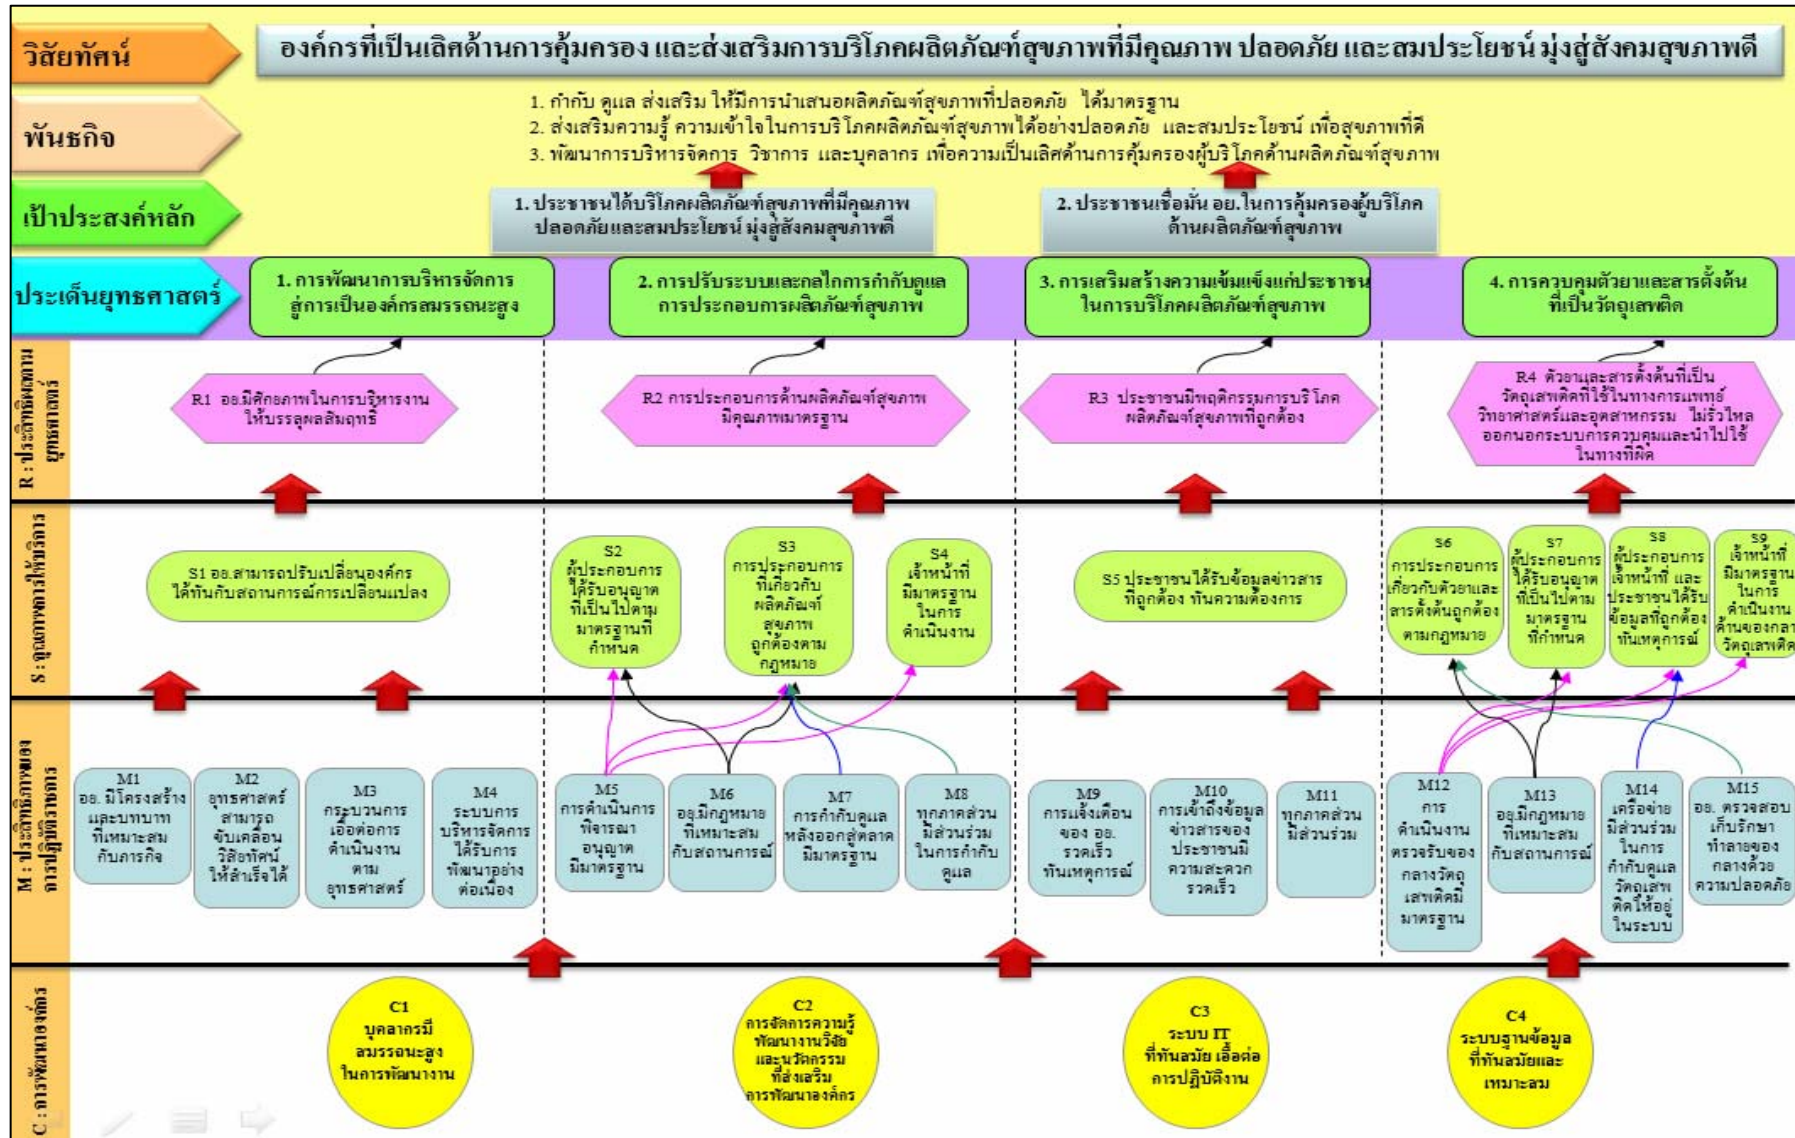 วิสัยทัศน์
องค์กรที่เป็นเลิศด้านการคุ้มครอง และส่งเสริมการบริโภคผลิตภัณฑ์สุขภาพที่มีคุณภาพ ปลอดภัย และสมประโยชน์ มุ่งสู่สังคมสุขภาพดี
พันธกิจ
1. กำกับ ดูแล ส่งเสริม ให้มีการนำเสนอผลิตภัณฑ์สุขภาพที่ปลอดภัย ได้มาตรฐาน
2. ส่งเสริมความรู้ ความเข้าใจในการบริโภคผลิตภัณฑ์สุขภาพได้อย่างปลอดภัย และสมประโยชน์ เพื่อสุขภาพที่ดี
3. พัฒนาการบริหารจัดการ วิชาการ และบุคลากร เพื่อความเป็นเลิศด้านการคุ้มครองผู้บริโภคด้านผลิตภัณฑ์สุขภาพ
เป้าประสงค์หลัก
1. ประชาชนได้บริโภคผลิตภัณฑ์สุขภาพที่มีคุณภาพ
ปลอดภัยและสมประโยชน์ มุ่งสู่สังคมสุขภาพดี
2. ประชาชนเชื่อมั่น อย.ในการคุ้มครองผู้บริโภค
ด้านผลิตภัณฑ์สุขภาพ
ประเด็นยุทธศาสตร์
1. การพัฒนาการบริหารจัดการ
สู่การเป็นองค์กรสมรรถนะสูง
2. การปรับระบบและกลไกการกำกับดูแล
การประกอบการผลิตภัณฑ์สุขภาพ
3. การเสริมสร้างความเข้มแข็งแก่ประชาชน
ในการบริโภคผลิตภัณฑ์สุขภาพ
4. การควบคุมตัวยาและสารตั้งต้น
ที่เป็นวัตถุเสพติด
R : ประสิทธิผลตาม
ยุทธศาสตร์
R1 อย.มีศักยภาพในการบริหารงาน
ให้บรรลุผลสัมฤทธิ์
R2 การประกอบการด้านผลิตภัณฑ์สุขภาพ
มีคุณภาพมาตรฐาน
R3 ประชาชนมีพฤติกรรมการบริโภค
ผลิตภัณฑ์สุขภาพที่ถูกต้อง
R4 ตัวยาและสารตั้งต้นที่เป็น
วัตถุเสพติดที่ใช้ในทางการแพทย์
วิทยาศาสตร์และอุตสาหกรรม ไม่รั่วไหล
ออกนอกระบบการควบคุมและนำไปใช้
ในทางที่ผิด
S : คุณภาพการให้บริการ
S1 อย.สามารถปรับเปลี่ยนองค์กร
ได้ทันกับสถานการณ์การเปลี่ยนแปลง
S2
ผู้ประกอบการ
ได้รับอนุญาต
ที่เป็นไปตาม
มาตรฐานที่
กำหนด
S3
การประกอบการ
ที่เกี่ยวกับ
ผลิตภัณฑ์
สุขภาพ
ถูกต้องตาม
กฎหมาย
S4
เจ้าหน้าที่
มีมาตรฐาน
ในการ
ดำเนินงาน
S5 ประชาชนได้รับข้อมูลข่าวสาร
ที่ถูกต้อง ทันความต้องการ
S6
การประกอบการ
เกี่ยวกับตัวยาและ
สารตั้งต้นถูกต้อง
ตามกฎหมาย
S7
ผู้ประกอบการ
ได้รับอนุญาต
ที่เป็นไปตาม
มาตรฐาน
ที่กำหนด
S8
ผู้ประกอบการ
เจ้าหน้าที่ และ
ประชาชนได้รับ
ข้อมูลที่ถูกต้อง
ทันเหตุการณ์
S9
เจ้าหน้าที่
มีมาตรฐาน
ในการ
ดำเนินงาน
ด้านของกลาง
วัตถุเสพติด
M : ประสิทธิภาพของ
การปฏิบัติราชการ
M1
อย. มีโครงสร้าง
และบทบาท
ที่เหมาะสม
กับภารกิจ
M2
ยุทธศาสตร์
สามารถ
ขับเคลื่อน
วิสัยทัศน์
ให้สำเร็จได้
M3
กระบวนการ
เอื้อต่อการ
ดำเนินงาน
ตาม
ยุทธศาสตร์
M4
ระบบการ
บริหารจัดการ
ได้รับการ
พัฒนาอย่าง
ต่อเนื่อง
M5
การดำเนินการ
พิจารณา
อนุญาต
มีมาตรฐาน
M6
อย.มีกฎหมาย
ที่เหมาะสม
กับสถานการณ์
M7
การกำกับดูแล
หลังออกสู่ตลาด
มีมาตรฐาน
M8
ทุกภาคส่วน
มีส่วนร่วม
ในการกำกับ
ดูแล
M9
การแจ้งเตือน
ของ อย.
รวดเร็ว
ทันเหตุการณ์
M10
การเข้าถึงข้อมูล
ข่าวสารของ
ประชาชนมี
ความสะดวก
รวดเร็ว
M11
ทุกภาคส่วน
มีส่วนร่วม
M12
การ
ดำเนินงาน
ตรวจรับของ
กลางวัตถุ
เสพติดมี
มาตรฐาน
M13
อย.มีกฎหมาย
ที่เหมาะสม
กับสถานการณ์
M14
เครือข่าย
มีส่วนร่วม
ในการ
กำกับดูแล
วัตถุเสพ
ติดให้อยู่
ในระบบ
M15
อย. ตรวจสอบ
เก็บรักษา
ทำลายของ
กลางด้วย
ความปลอดภัย
C : การพัฒนาองค์กร
C1
บุคลากรมี
สมรรถนะสูง
ในการพัฒนางาน
C2
การจัดการความรู้
พัฒนางานวิจัย
และนวัตกรรม
ที่ส่งเสริม
การพัฒนาองค์กร
C3
ระบบ IT
ที่ทันสมัย เอื้อต่อ
การปฏิบัติงาน
C4
ระบบฐานข้อมูล
ที่ทันสมัยและ
เหมาะสม